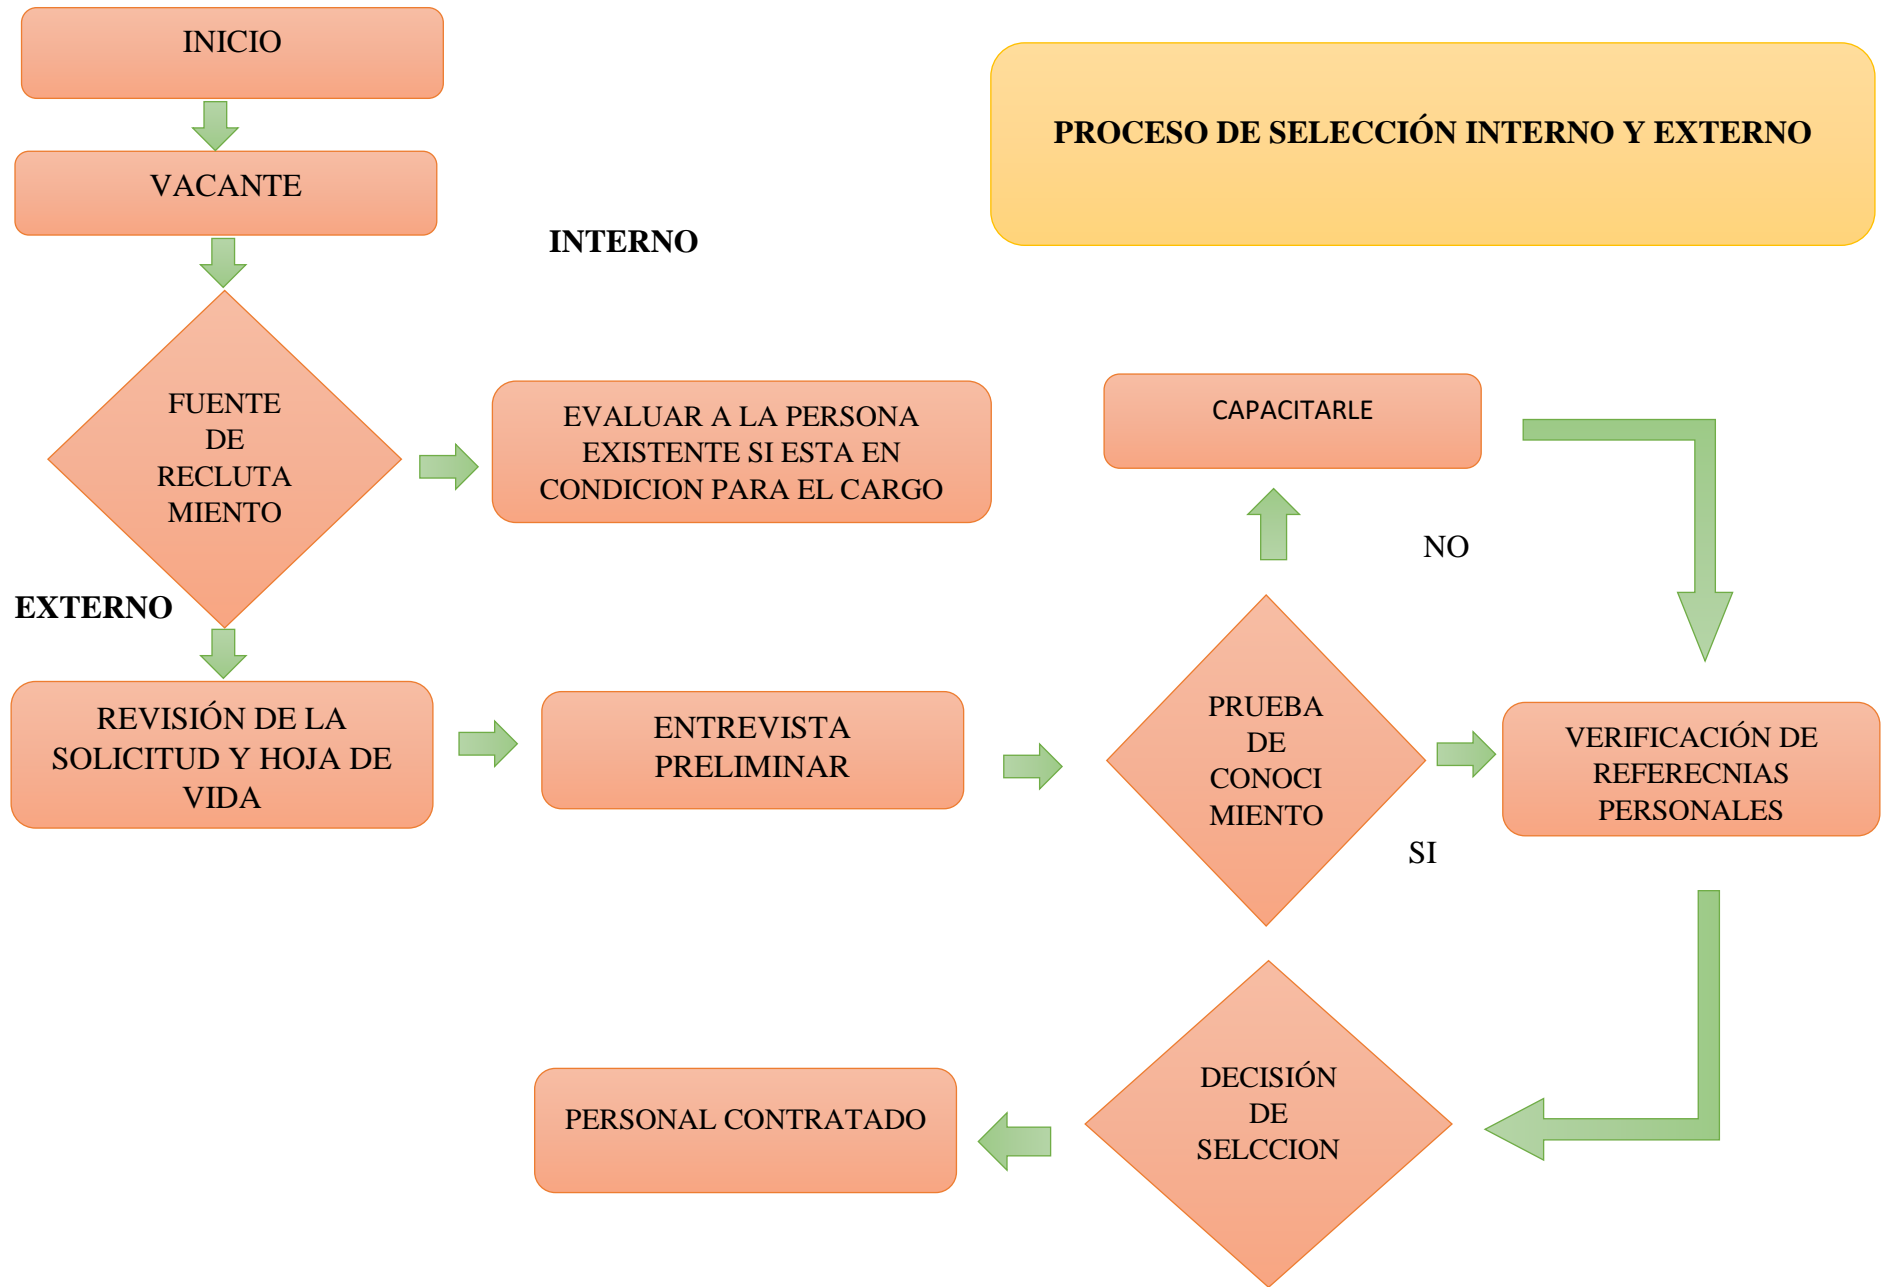 INICIO
PROCESO DE SELECCIÓN INTERNO Y EXTERNO
VACANTE
INTERNO
FUENTE
DE
RECLUTA
MIENTO
EVALUAR A LA PERSONA
EXISTENTE SI ESTA EN
CONDICION PARA EL CARGO
CAPACITARLE
NO
EXTERNO
REVISIÓN DE LA
SOLICITUD Y HOJA DE
VIDA
ENTREVISTA
PRELIMINAR
PRUEBA
DE
CONOCI
MIENTO
SI
VERIFICACIÓN DE
REFERECNIAS
PERSONALES
DECISIÓN
DE
SELCCION
PERSONAL CONTRATADO